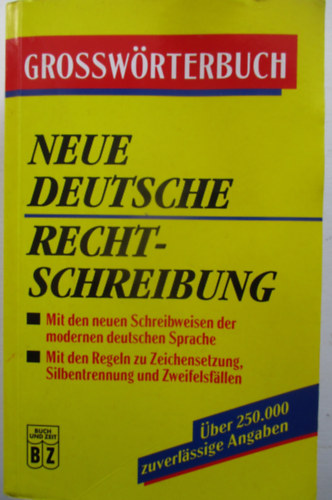 GROSSWÖRTERBUCH
NEUE
DEUTSCHE
RECHT-
SCHREIBUNG
Mit den neuen Schreibweisen der
modernen deutschen Sprache
Mit den Regeln zu Zeichensetzung,
Silbentrennung und Zweifelsfällen
Über 250.000
zuverlässige Angaben
BUCH
UND ZEIT
B Z